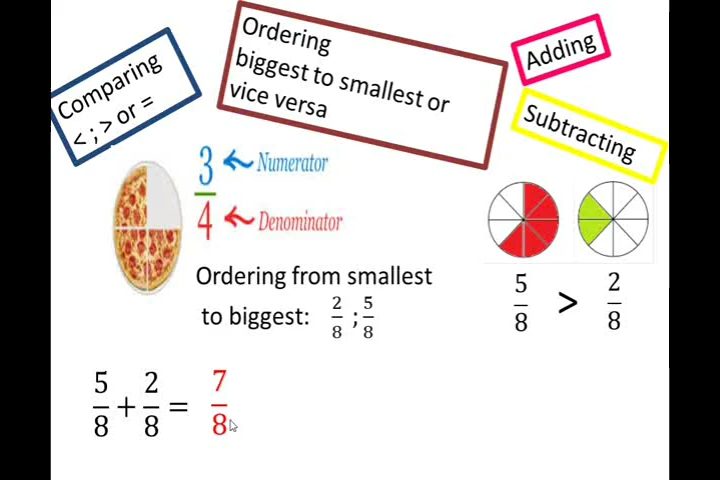 Comparing
< ; > or =
Ordering
biggest to smallest or
vice versa
Adding
Subtracting
3 Numerator
4 Denominator
Ordering from smallest
to biggest: 2/8 ; 5/8
5/8 > 2/8
5/8 + 2/8 = 7/8